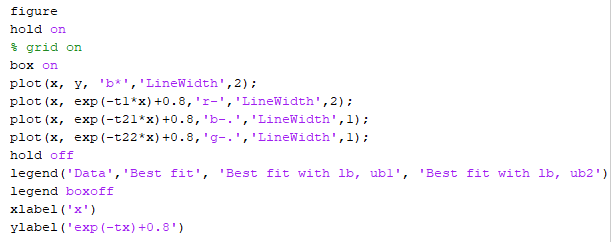 figure
hold on
% grid on
box on
plot(x, y, 'b*','LineWidth',2);
plot(x, exp(-t1*x)+0.8,'r-','LineWidth',2);
plot(x, exp(-t21*x)+0.8,'b-.','LineWidth',1);
plot(x, exp(-t22*x)+0.8,'g-.','LineWidth',1);
hold off
legend('Data','Best fit', 'Best fit with lb, ub1', 'Best fit with lb, ub2')
legend boxoff
xlabel('x')
ylabel('exp(-tx)+0.8')